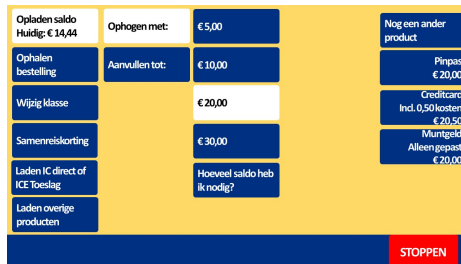 Opladen saldo
Huidig: € 14,44
Ophogen met:
€ 5,00
Nog een ander
product
Ophalen
bestelling
Aanvullen tot:
€ 10,00
Pinpas
€ 20,00
Wijzig klasse
€ 20,00
Creditcard
Incl. 0,50 kosten
€ 20,50
Samenreiskorting
€ 30,00
Muntgeld
Alleen gepast
€ 20,00
Laden IC direct of
ICE Toeslag
Hoeveel saldo heb
ik nodig?
Laden overige
producten
STOPPEN